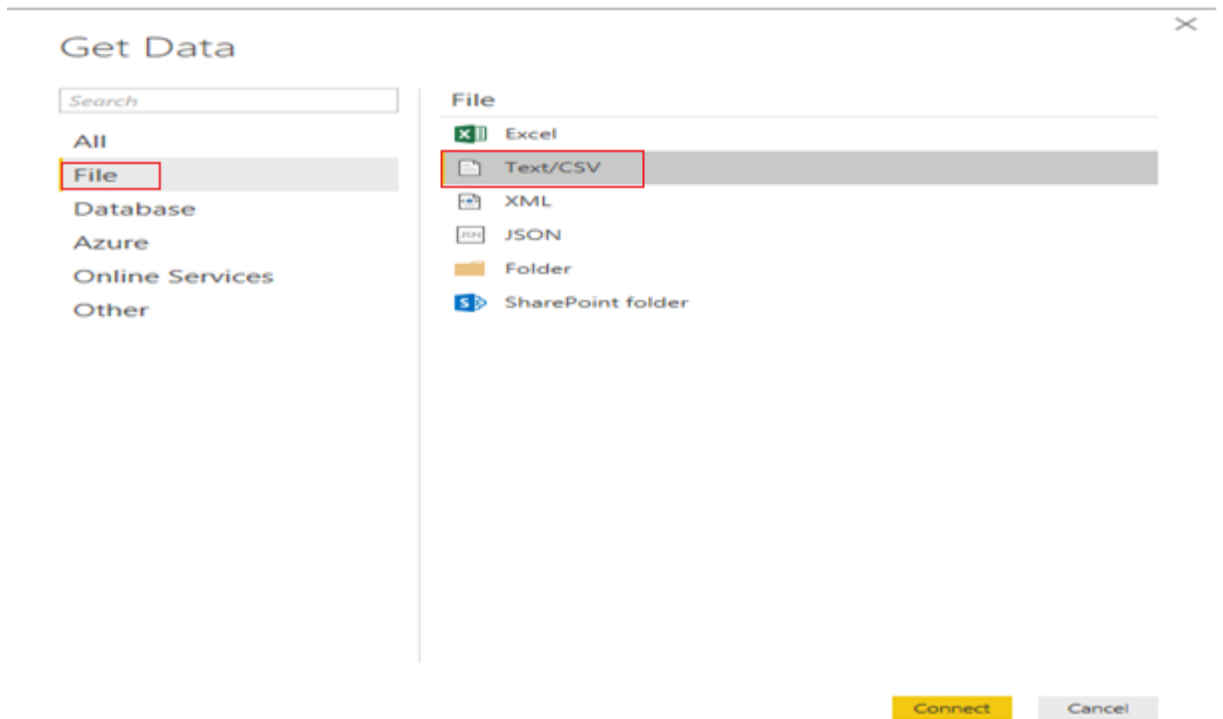 Get Data
Search
All
File
Database
Azure
Online Services
Other
File
Excel
Text/CSV
XML
JSON
Folder
SharePoint folder
Connect
Cancel